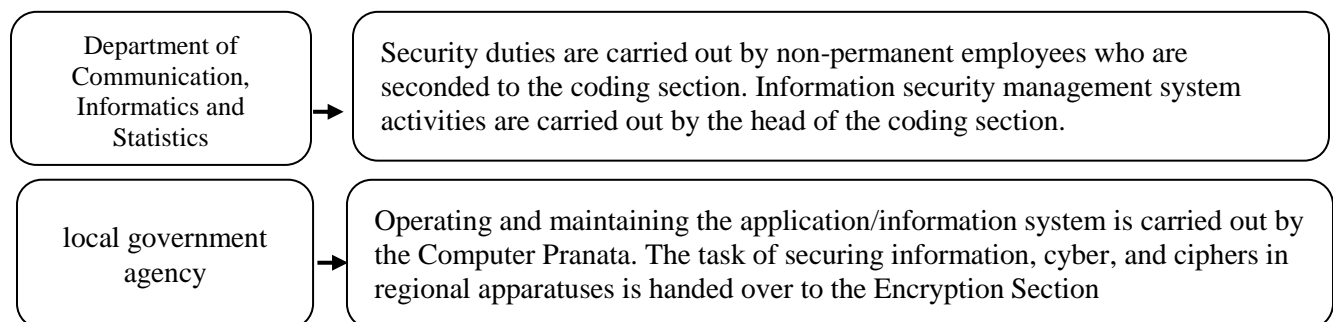 Department of
Communication,
Informatics and
Statistics
Security duties are carried out by non-permanent employees who are
seconded to the coding section. Information security management system
activities are carried out by the head of the coding section.
local government
agency
Operating and maintaining the application/information system is carried out by
the Computer Pranata. The task of securing information, cyber, and ciphers in
regional apparatuses is handed over to the Encryption Section